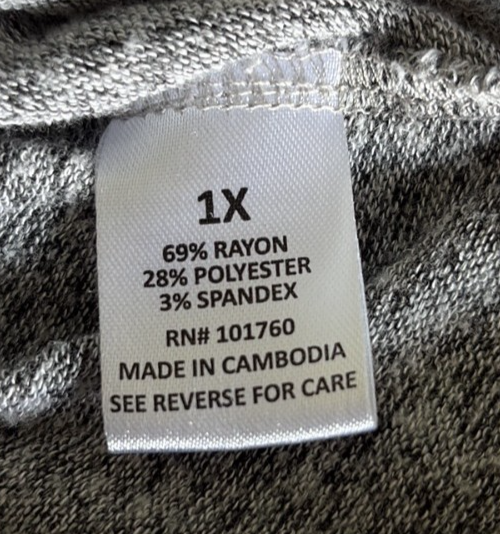 1X
69% RAYON
28% POLYESTER
3% SPANDEX
RN# 101760
MADE IN CAMBODIA
SEE REVERSE FOR CARE